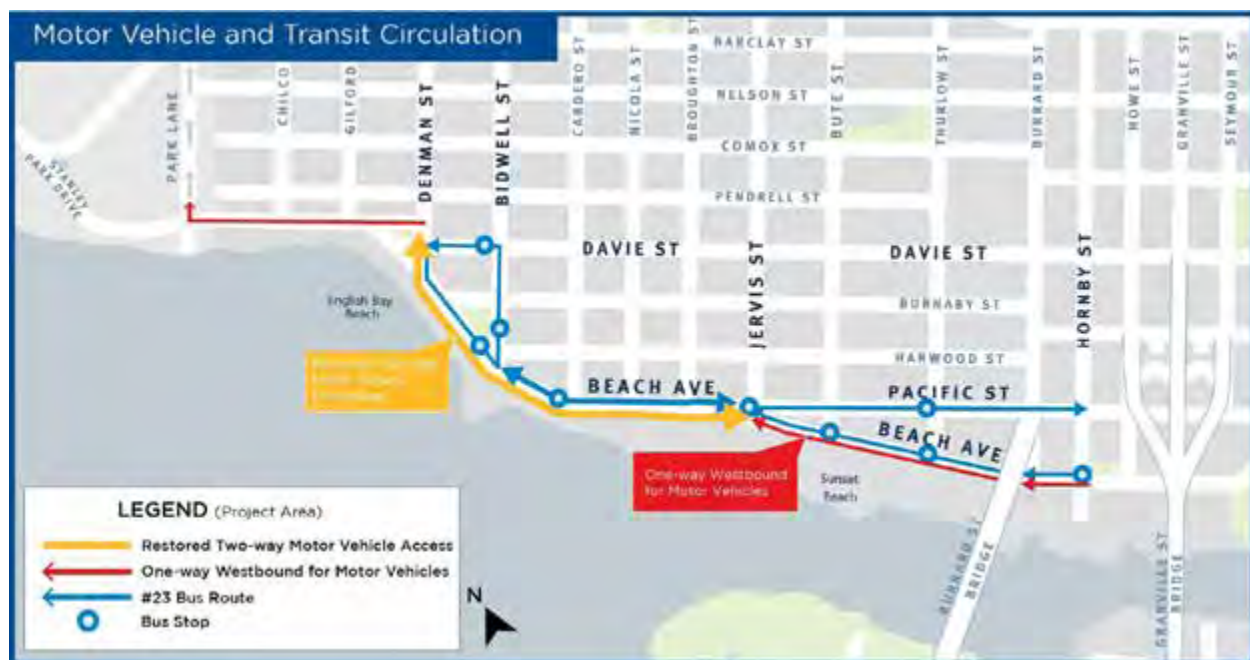 Motor Vehicle and Transit Circulation
STANLEY
PARK DRIVE
PARK LANE
CHILCO
GILFORD
DENMAN ST
BIDWELL ST
CARDERO ST
NICOLA ST
BROUGHTON ST
JERVIS ST
BUTE ST
THURLOW ST
BURRARD ST
HORNBY ST
HOWE ST
GRANVILLE ST
SEYMOUR ST
BARCLAY ST
NELSON ST
COMOX ST
PENDRELL ST
DAVIE ST
DAVIE ST
BURNABY ST
HARWOOD ST
PACIFIC ST
BEACH AVE
BEACH AVE
English Bay
Beach
One-way Westbound
for Motor Vehicles
Sunset
Beach
BURRARD ST
BRIDGE
GRANVILLE ST
BRIDGE
LEGEND (Project Area)
Restored Two-way Motor Vehicle Access
One-way Westbound for Motor Vehicles
#23 Bus Route
Bus Stop
N